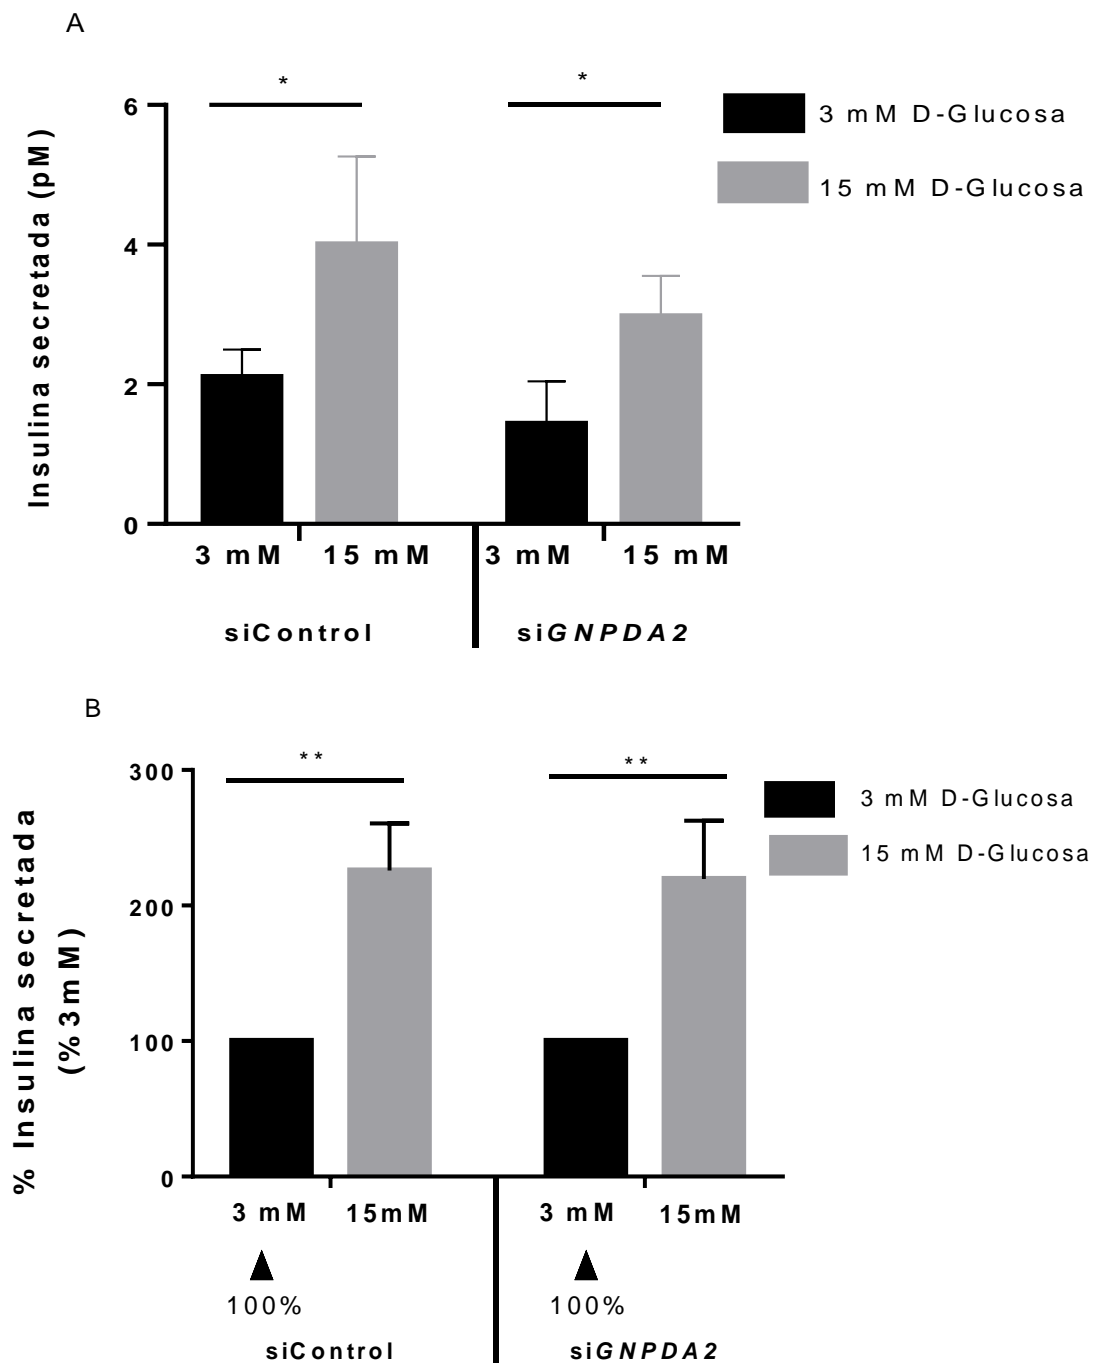 A
*
*
6
4
2
0
Insulina secretada (pM)
3 mM D-Glucosa
15 mM D-Glucosa
3 mM 15 mM 3 mM 15 mM
siControl siGNPDA2
B
**
**
300
200
100
0
% Insulina secretada
(%3mM)
3 mM D-Glucosa
15 mM D-Glucosa
3 mM 15mM 3 mM 15mM
100% 100%
siControl siGNPDA2